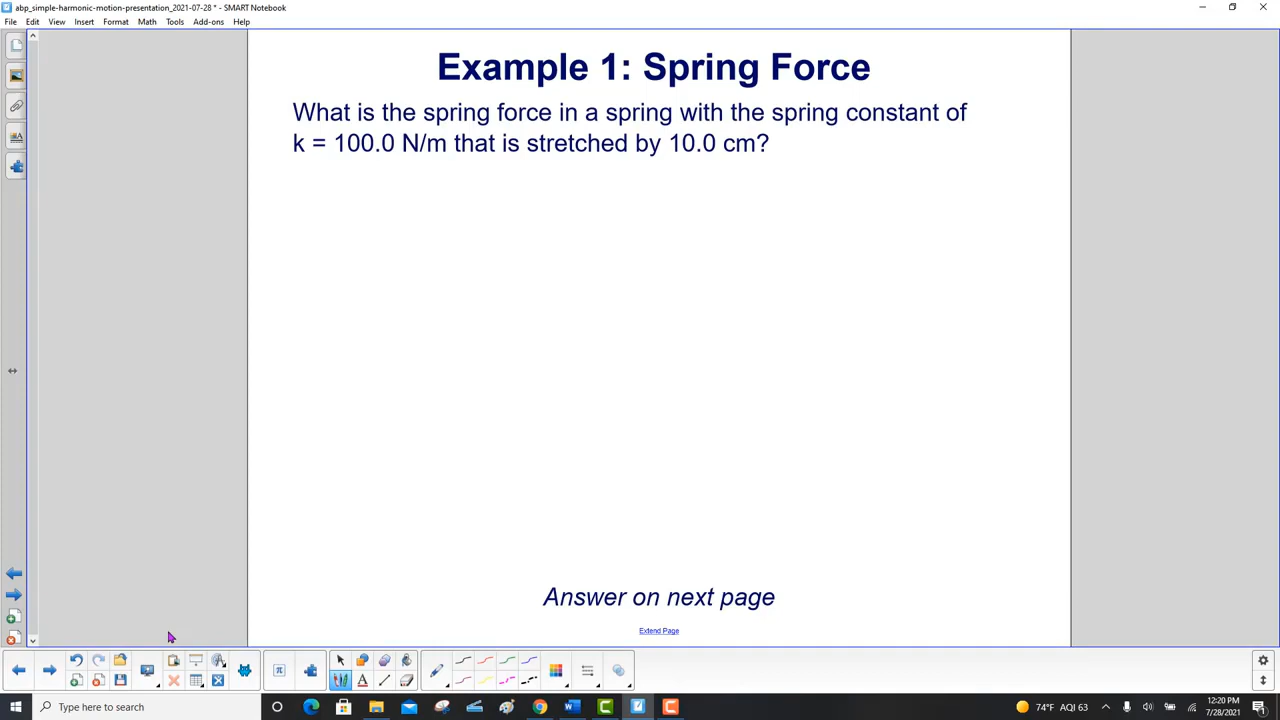 abp_simple-harmonic-motion-presentation_2021-07-28 * - SMART Notebook
File Edit View Insert Format Math Tools Add-ons Help
Example 1: Spring Force
What is the spring force in a spring with the spring constant of
k = 100.0 N/m that is stretched by 10.0 cm?
Answer on next page
Extend Page
Type here to search
74°F AQI 63
12:20 PM
7/28/2021